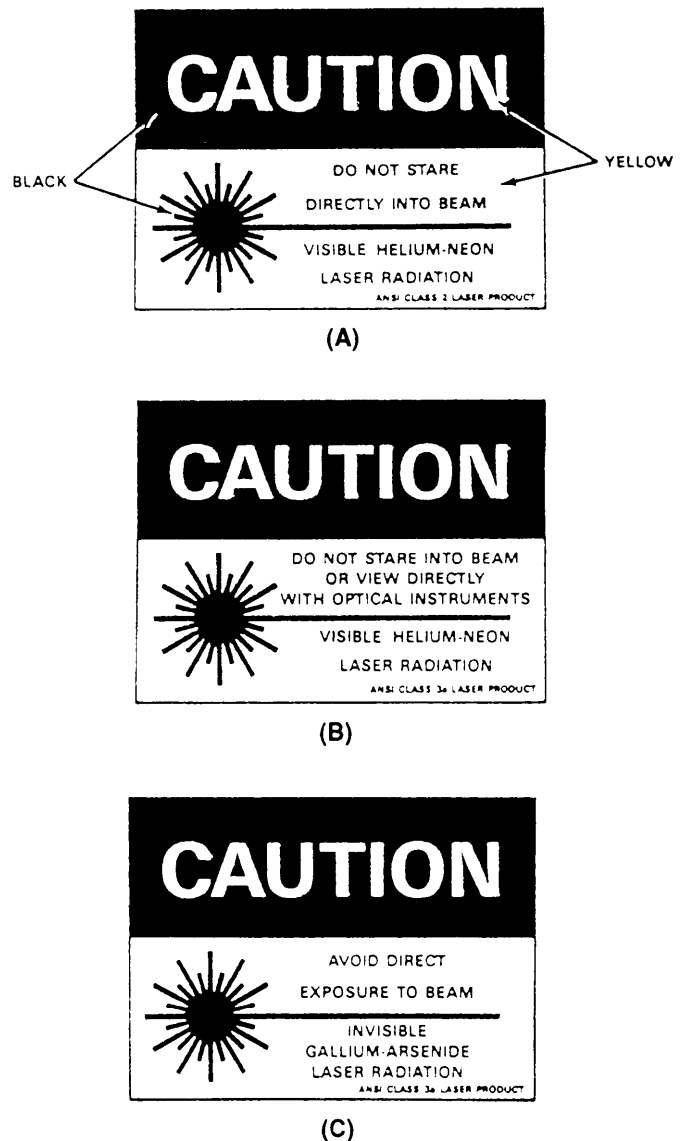 CAUTION
BLACK
YELLOW
DO NOT STARE
DIRECTLY INTO BEAM
VISIBLE HELIUM-NEON
LASER RADIATION
ANSI CLASS 2 LASER PRODUCT
(A)
CAUTION
DO NOT STARE INTO BEAM
OR VIEW DIRECTLY
WITH OPTICAL INSTRUMENTS
VISIBLE HELIUM-NEON
LASER RADIATION
ANSI CLASS 3a LASER PRODUCT
(B)
CAUTION
AVOID DIRECT
EXPOSURE TO BEAM
INVISIBLE
GALLIUM-ARSENIDE
LASER RADIATION
ANSI CLASS 3a LASER PRODUCT
(C)